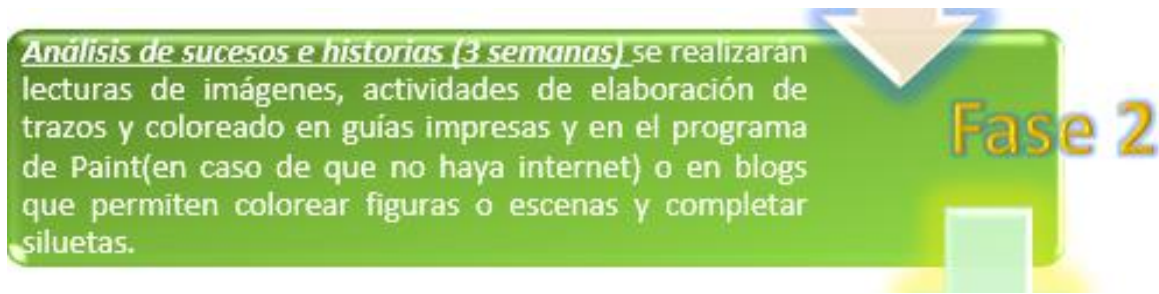 Análisis de sucesos e historias (3 semanas) se realizarán
lecturas de imágenes, actividades de elaboración de
trazos y coloreado en guías impresas y en el programa
de Paint(en caso de que no haya internet) o en blogs
que permiten colorear figuras o escenas y completar
siluetas.
Fase 2